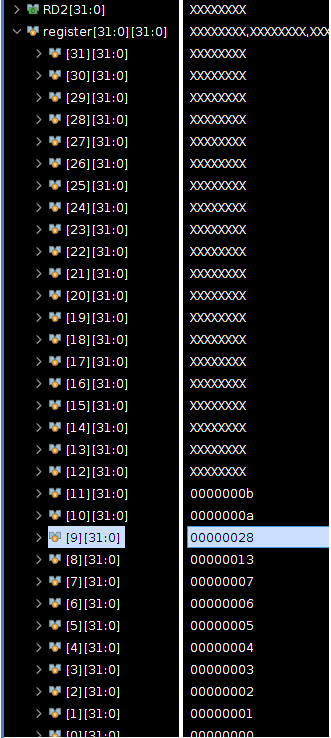 RD2[31:0] XXXXXXXX
register[31:0][31:0] XXXXXXXX,XXXXXXXX,XXX
[31][31:0] XXXXXXXX
[30][31:0] XXXXXXXX
[29][31:0] XXXXXXXX
[28][31:0] XXXXXXXX
[27][31:0] XXXXXXXX
[26][31:0] XXXXXXXX
[25][31:0] XXXXXXXX
[24][31:0] XXXXXXXX
[23][31:0] XXXXXXXX
[22][31:0] XXXXXXXX
[21][31:0] XXXXXXXX
[20][31:0] XXXXXXXX
[19][31:0] XXXXXXXX
[18][31:0] XXXXXXXX
[17][31:0] XXXXXXXX
[16][31:0] XXXXXXXX
[15][31:0] XXXXXXXX
[14][31:0] XXXXXXXX
[13][31:0] XXXXXXXX
[12][31:0] XXXXXXXX
[11][31:0] 0000000b
[10][31:0] 0000000a
[9][31:0] 00000028
[8][31:0] 00000013
[7][31:0] 00000007
[6][31:0] 00000006
[5][31:0] 00000005
[4][31:0] 00000004
[3][31:0] 00000003
[2][31:0] 00000002
[1][31:0] 00000001
[0][31:0] 00000000